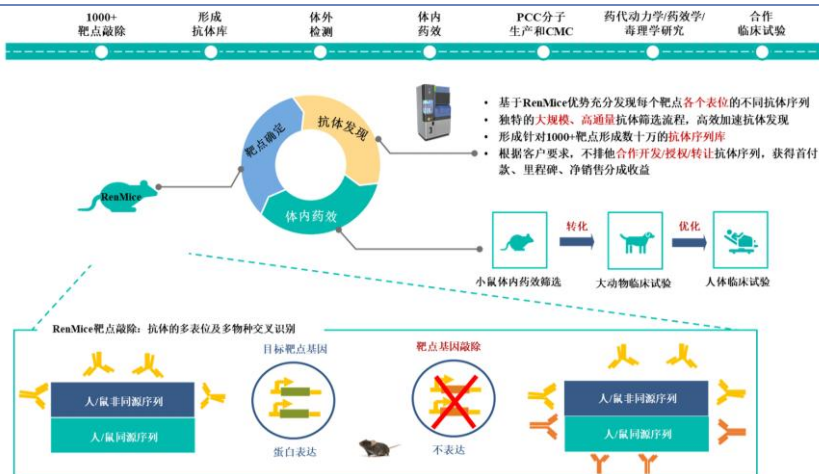 1000+
靶点敲除
形成
抗体库
体外
检测
体内
药效
PCC分子
生产和CMC
药代动力学/药效学/
毒理学研究
合作
临床试验
• 基于RenMice优势充分发现每个靶点各个表位的不同抗体序列
• 独特的大规模、高通量抗体筛选流程，高效加速抗体发现
• 形成针对1000+靶点形成数十万的抗体序列库
• 根据客户要求，不排他合作开发/授权/转让抗体序列，获得首付
款、里程碑、净销售分成收益
靶点确定
抗体发现
体内药效
RenMice
转化
优化
小鼠体内药效筛选
大动物临床试验
人体临床试验
RenMice靶点敲除：抗体的多表位及多物种交叉识别
人/鼠非同源序列
人/鼠同源序列
目标靶点基因
蛋白表达
靶点基因敲除
不表达
人/鼠非同源序列
人/鼠同源序列